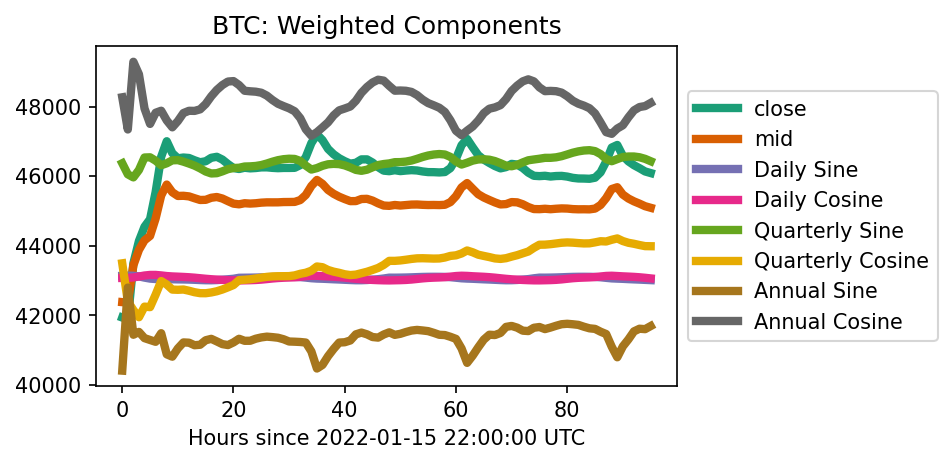 BTC: Weighted Components
48000
46000
44000
42000
40000
0 20 40 60 80
Hours since 2022-01-15 22:00:00 UTC
close
mid
Daily Sine
Daily Cosine
Quarterly Sine
Quarterly Cosine
Annual Sine
Annual Cosine